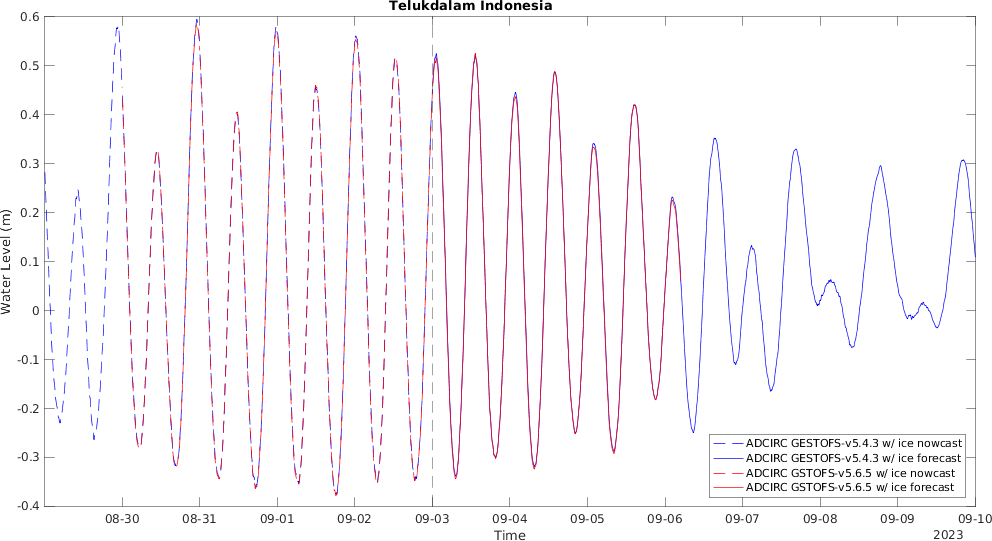 Telukdalam Indonesia
Water Level (m)
0.6
0.5
0.4
0.3
0.2
0.1
0
-0.1
-0.2
-0.3
-0.4
ADCIRC GESTOFS-v5.4.3 w/ ice nowcast
ADCIRC GESTOFS-v5.4.3 w/ ice forecast
ADCIRC GSTOFS-v5.6.5 w/ ice nowcast
ADCIRC GSTOFS-v5.6.5 w/ ice forecast
08-30 08-31 09-01 09-02 09-03 09-04 09-05 09-06 09-07 09-08 09-09 09-10
Time
2023